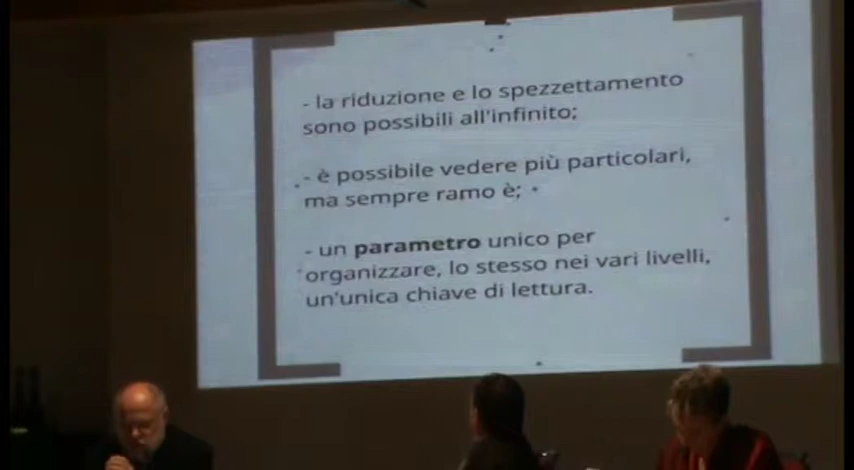 - la riduzione e lo spezzettamento
sono possibili all'infinito;
- è possibile vedere più particolari,
ma sempre ramo è;
- un parametro unico per
organizzare, lo stesso nei vari livelli,
un'unica chiave di lettura.